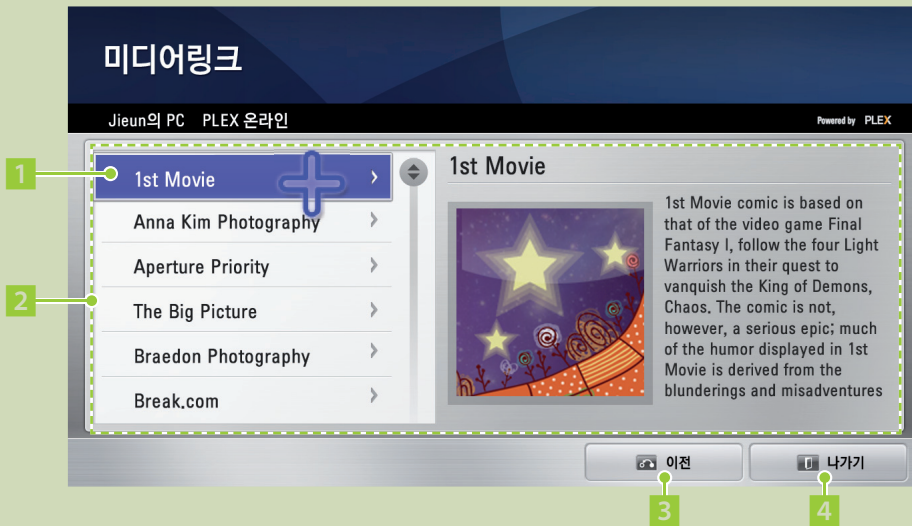 미디어링크
Jieun의 PC PLEX 온라인
Powered by PLEX
1
1st Movie
Anna Kim Photography
Aperture Priority
2
The Big Picture
Braedon Photography
Break.com
1st Movie
1st Movie comic is based on
that of the video game Final
Fantasy I, follow the four Light
Warriors in their quest to
vanquish the King of Demons,
Chaos. The comic is not,
however, a serious epic; much
of the humor displayed in 1st
Movie is derived from the
blunderings and misadventures
이전
나가기
3
4